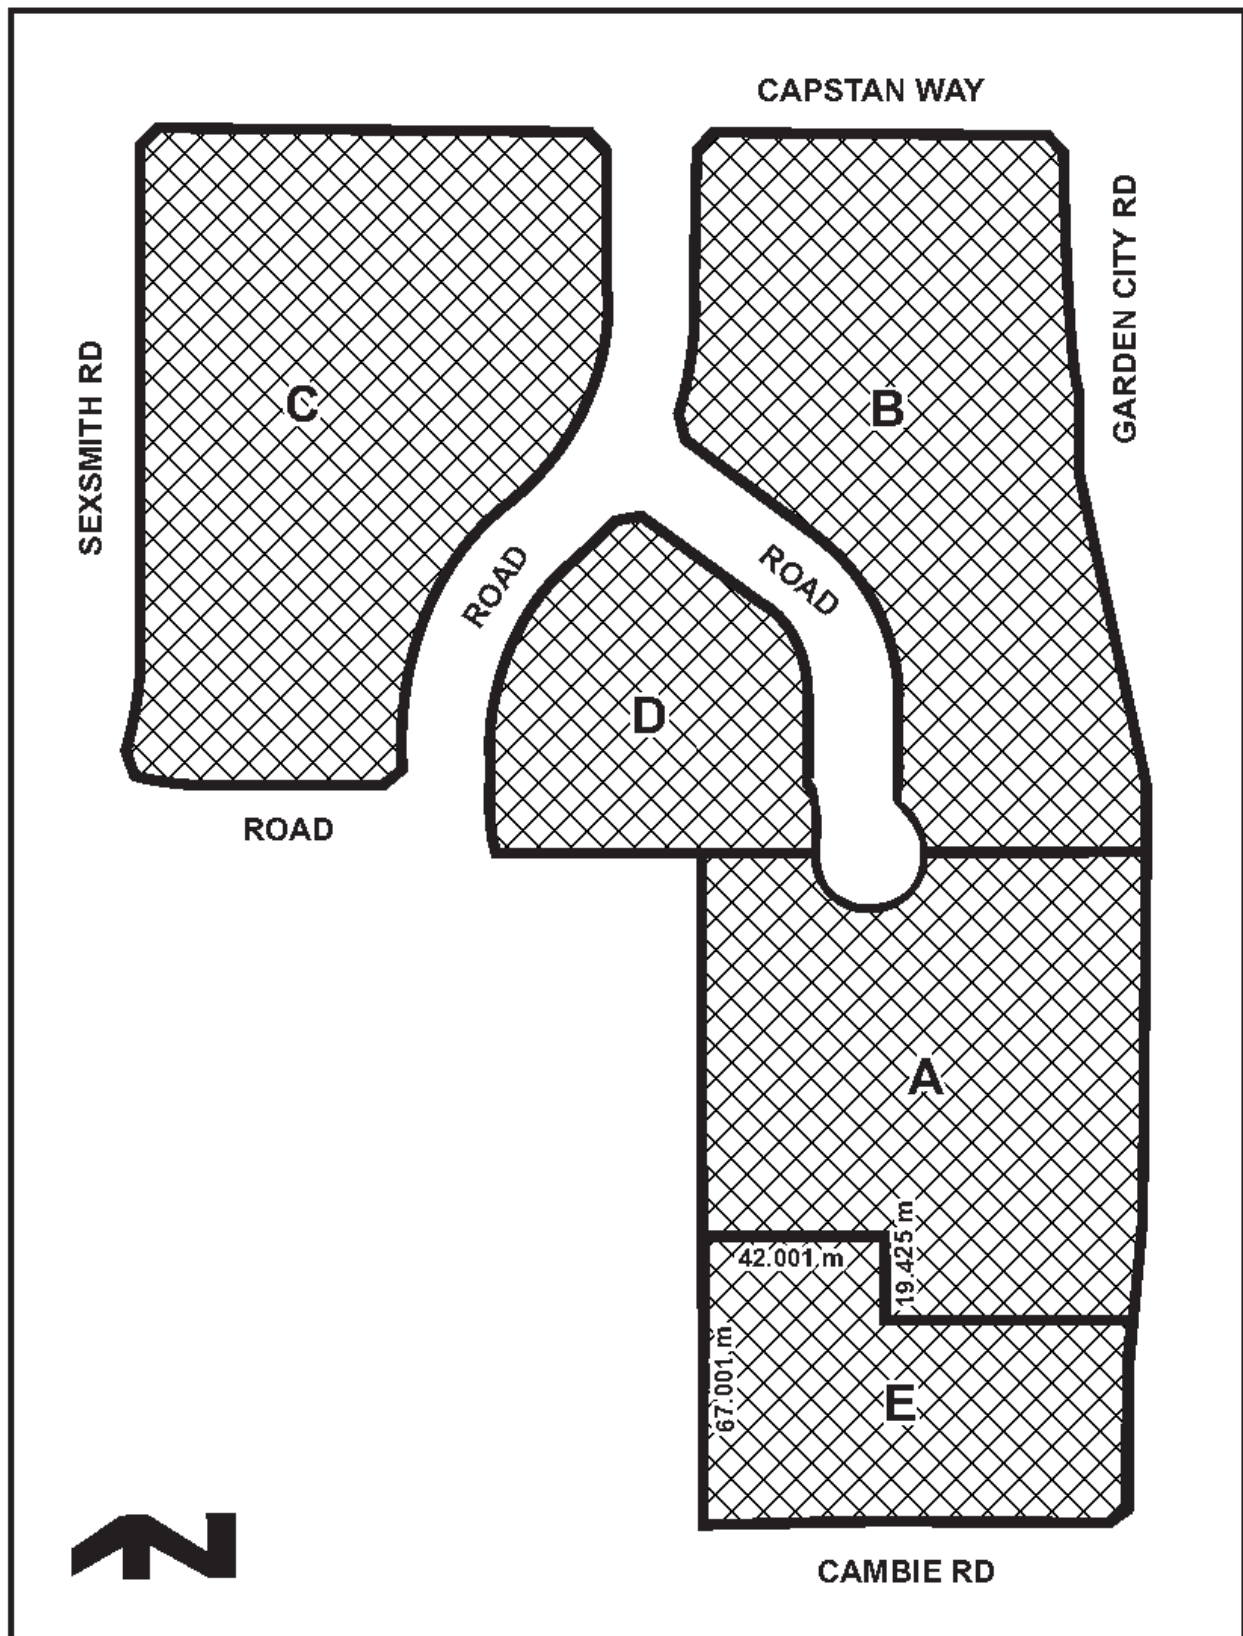 CAPSTAN WAY
GARDEN CITY RD
SEXSMITH RD
C
B
ROAD
ROAD
D
ROAD
A
42.001 m
19.425 m
67.001 m
E
N
CAMBIE RD